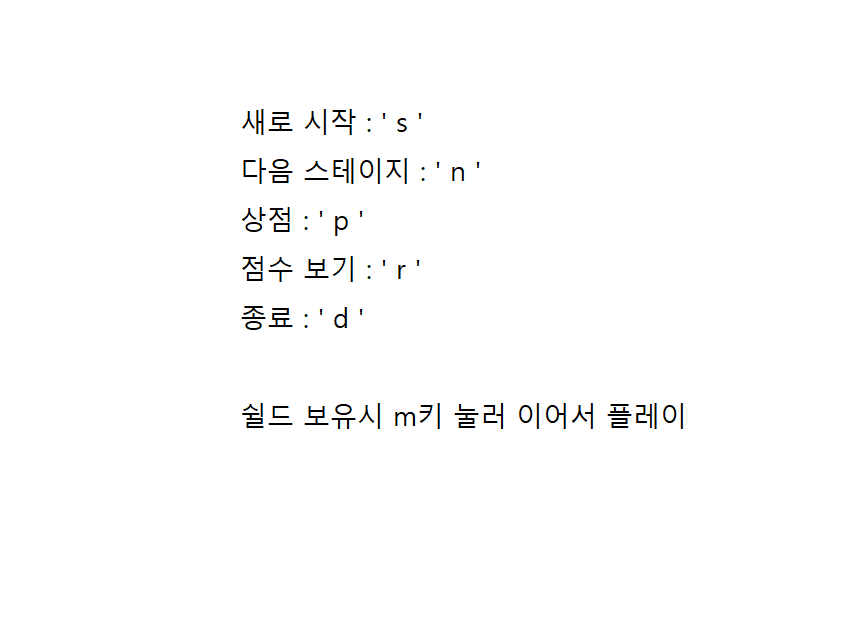 새로 시작 : ' s '
다음 스테이지 : ' n '
상점 : ' p '
점수 보기 : ' r '
종료 : ' d '
쉴드 보유시 m키 눌러 이어서 플레이